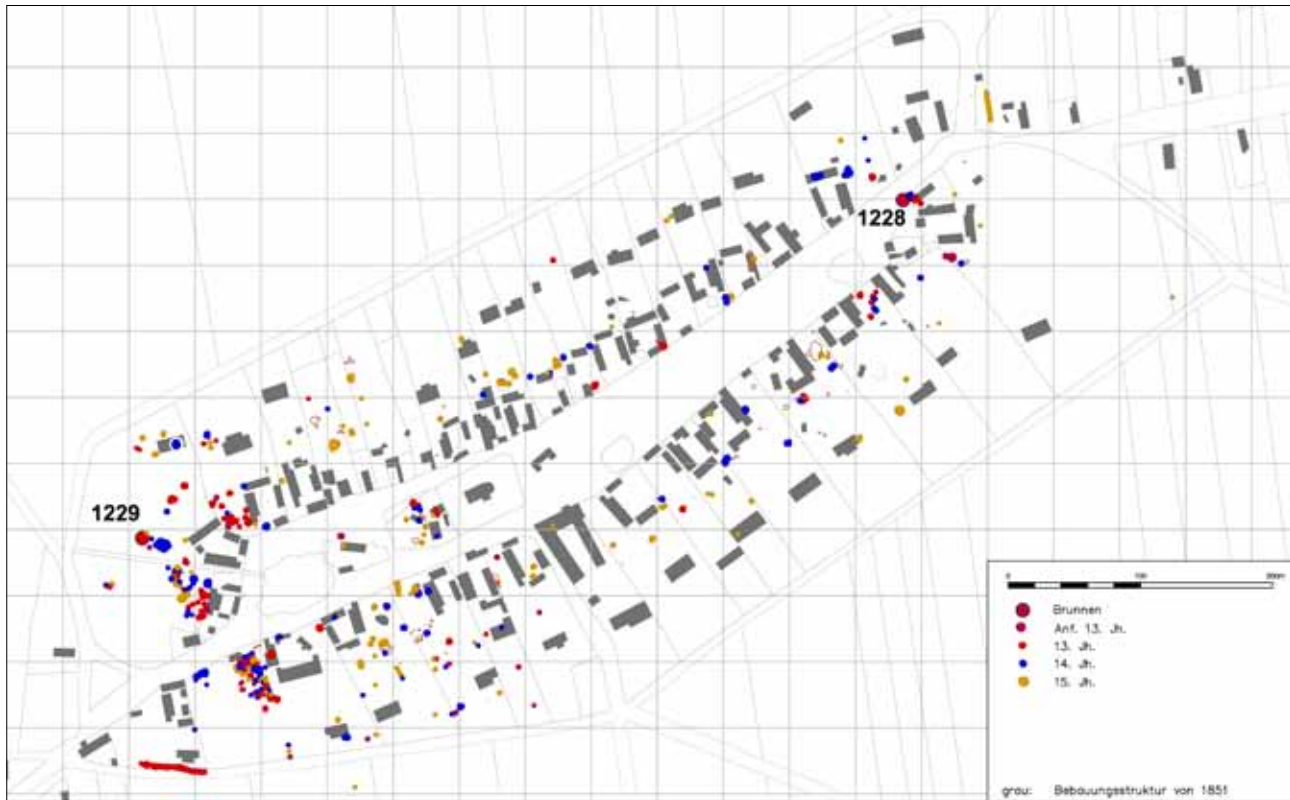 1228
1229
0 100 200m
Brunnen
Anf. 13. Jh.
13. Jh.
14. Jh.
15. Jh.
grau: Bebauungsstruktur von 1851